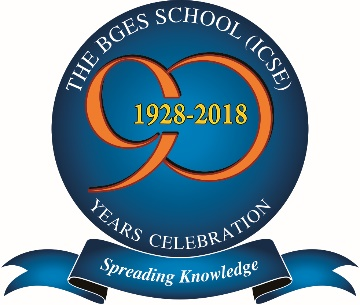 THE BGES SCHOOL (ICSE)
90
1928-2018
YEARS CELEBRATION
Spreading Knowledge